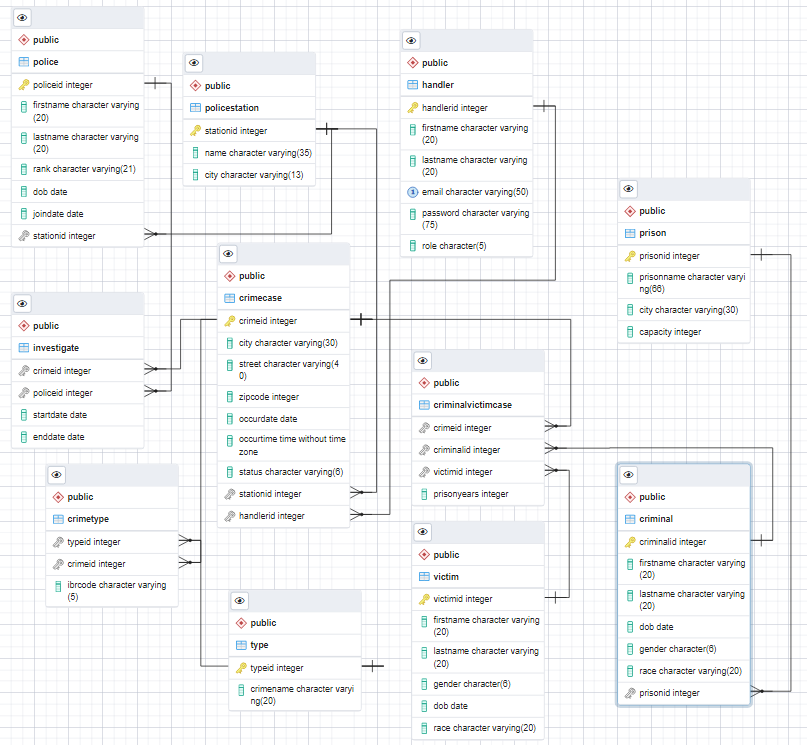 public
police
policeid integer
firstname character varying
(20)
lastname character varying
(20)
rank character varying(21)
dob date
joindate date
stationid integer
public
policestation
stationid integer
name character varying(35)
city character varying(13)
public
handler
handlerid integer
firstname character varying
(20)
lastname character varying
(20)
email character varying(50)
password character varying
(75)
role character(5)
public
prison
prisonid integer
prisonname character varyi
ng(66)
city character varying(30)
capacity integer
public
crimecase
crimeid integer
city character varying(30)
street character varying(4
0)
zipcode integer
occurdate date
occurtime time without time
zone
status character varying(6)
stationid integer
handlerid integer
public
investigate
crimeid integer
policeid integer
startdate date
enddate date
public
criminalvictimcase
crimeid integer
criminalid integer
victimid integer
prisonyears integer
public
crimetype
typeid integer
crimeid integer
ibrcode character varying
(5)
public
criminal
criminalid integer
firstname character varying
(20)
lastname character varying
(20)
dob date
gender character(6)
race character varying(20)
prisonid integer
public
victim
victimid integer
firstname character varying
(20)
lastname character varying
(20)
gender character(6)
dob date
race character varying(20)
public
type
typeid integer
crimename character varyi
ng(20)